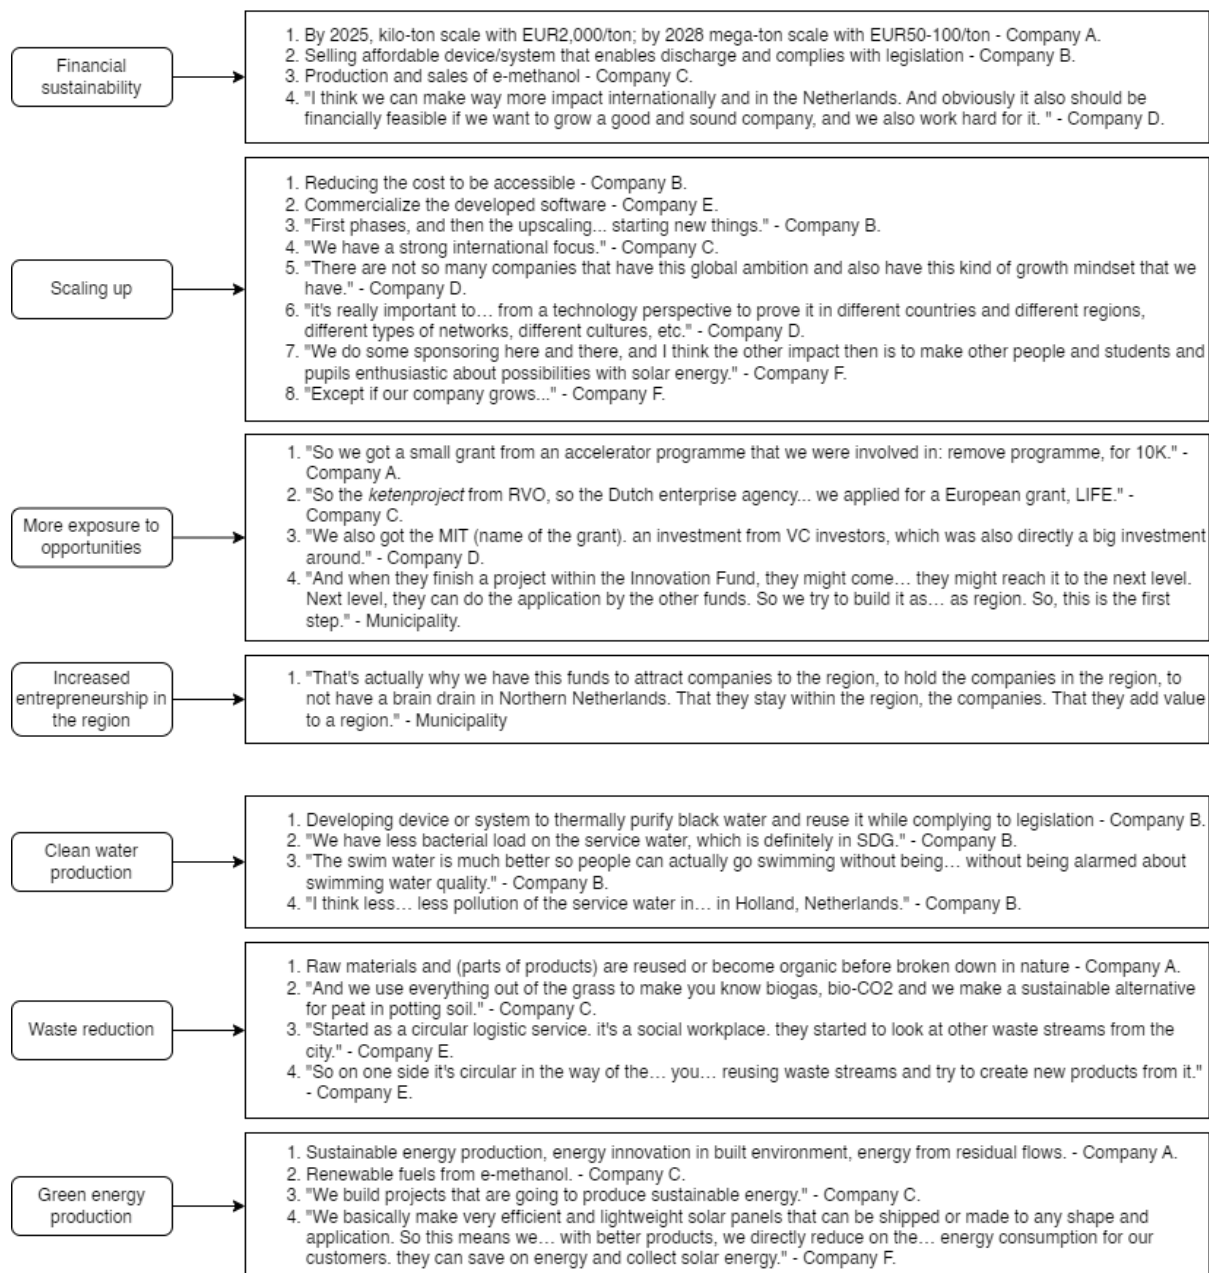 Financial
sustainability
1. By 2025, kilo-ton scale with EUR2,000/ton; by 2028 mega-ton scale with EUR50-100/ton - Company A.
2. Selling affordable device/system that enables discharge and complies with legislation - Company B.
3. Production and sales of e-methanol - Company C.
4. "I think we can make way more impact internationally and in the Netherlands. And obviously it also should be
financially feasible if we want to grow a good and sound company, and we also work hard for it. " - Company D.
Scaling up
1. Reducing the cost to be accessible - Company B.
2. Commercialize the developed software - Company E.
3. "First phases, and then the upscaling... starting new things." - Company B.
4. "We have a strong international focus." - Company C.
5. "There are not so many companies that have this global ambition and also have this kind of growth mindset that we
have." - Company D.
6. "it's really important to... from a technology perspective to prove it in different countries and different regions,
different types of networks, different cultures, etc." - Company D.
7. "We do some sponsoring here and there, and I think the other impact then is to make other people and students and
pupils enthusiastic about possibilities with solar energy." - Company F.
8. "Except if our company grows..." - Company F.
More exposure to
opportunities
1. "So we got a small grant from an accelerator programme that we were involved in: remove programme, for 10K." -
Company A.
2. "So the ketenproject from RVO, so the Dutch enterprise agency... we applied for a European grant, LIFE." -
Company C.
3. "We also got the MIT (name of the grant). an investment from VC investors, which was also directly a big investment
around." - Company D.
4. "And when they finish a project within the Innovation Fund, they might come... they might reach it to the next level.
Next level, they can do the application by the other funds. So we try to build it as... as region. So, this is the first
step." - Municipality.
Increased
entrepreneurship in
the region
1. "That's actually why we have this funds to attract companies to the region, to hold the companies in the region, to
not have a brain drain in Northern Netherlands. That they stay within the region, the companies. That they add value
to a region." - Municipality
Clean water
production
1. Developing device or system to thermally purify black water and reuse it while complying to legislation - Company B.
2. "We have less bacterial load on the service water, which is definitely in SDG." - Company B.
3. "The swim water is much better so people can actually go swimming without being... without being alarmed about
swimming water quality." - Company B.
4. "I think less... less pollution of the service water in... in Holland, Netherlands." - Company B.
Waste reduction
1. Raw materials and (parts of products) are reused or become organic before broken down in nature - Company A.
2. "And we use everything out of the grass to make you know biogas, bio-CO2 and we make a sustainable alternative
for peat in potting soil." - Company C.
3. "Started as a circular logistic service. it's a social workplace. they started to look at other waste streams from the
city." - Company E.
4. "So on one side it's circular in the way of the... you... reusing waste streams and try to create new products from it."
- Company E.
Green energy
production
1. Sustainable energy production, energy innovation in built environment, energy from residual flows. - Company A.
2. Renewable fuels from e-methanol. - Company C.
3. "We build projects that are going to produce sustainable energy." - Company C.
4. "We basically make very efficient and lightweight solar panels that can be shipped or made to any shape and
application. So this means we... with better products, we directly reduce on the... energy consumption for our
customers. they can save on energy and collect solar energy." - Company F.